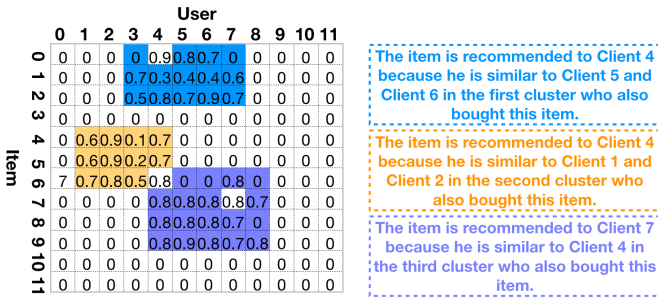 User
0 1 2 3 4 5 6 7 8 9 10 11
Item
0 0 0 0 0 0.9 0.8 0.7 0 0 0 0 0
1 0 0 0 0.7 0.3 0.4 0.4 0.6 0 0 0 0
2 0 0 0 0.5 0.8 0.7 0.9 0.7 0 0 0 0
3 0 0 0 0 0 0 0 0 0 0 0 0
4 0 0.6 0.9 0.1 0.7 0 0 0 0 0 0 0
5 0 0.6 0.9 0.2 0.7 0 0 0 0 0 0 0
6 7 0.7 0.8 0.5 0.8 0 0 0.8 0 0 0 0
7 0 0 0 0 0.8 0.8 0.8 0.8 0.7 0 0 0
8 0 0 0 0 0.8 0.8 0.8 0.7 0 0 0 0
9 0 0 0 0 0.8 0.9 0.8 0.7 0.8 0 0 0
10 0 0 0 0 0 0 0 0 0 0 0 0
11 0 0 0 0 0 0 0 0 0 0 0 0
The item is recommended to Client 4
because he is similar to Client 5 and
Client 6 in the first cluster who also
bought this item.
The item is recommended to Client 4
because he is similar to Client 1 and
Client 2 in the second cluster who
also bought this item.
The item is recommended to Client 7
because he is similar to Client 4 in
the third cluster who also bought this
item.